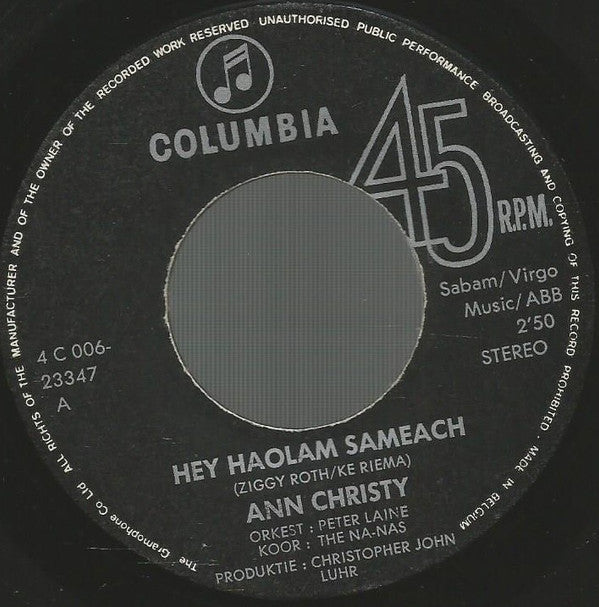 ALL RIGHTS OF THE MANUFACTURER AND OF THE OWNER OF THE RECORDED WORK RESERVED UNAUTHORISED PUBLIC PERFORMANCE BROADCASTING AND COPYING OF THIS RECORD PROHIBITED · MADE IN BELGIUM
The Gramophone Co Ltd
COLUMBIA
45
R.P.M.
Sabam/Virgo
Music/ABB
2'50
STEREO
4 C 006-
23347
A
HEY HAOLAM SAMEACH
(ZIGGY ROTH/KE RIEMA)
ANN CHRISTY
ORKEST : PETER LAINE
KOOR : THE NA-NAS
PRODUKTIE : CHRISTOPHER JOHN
LUHR